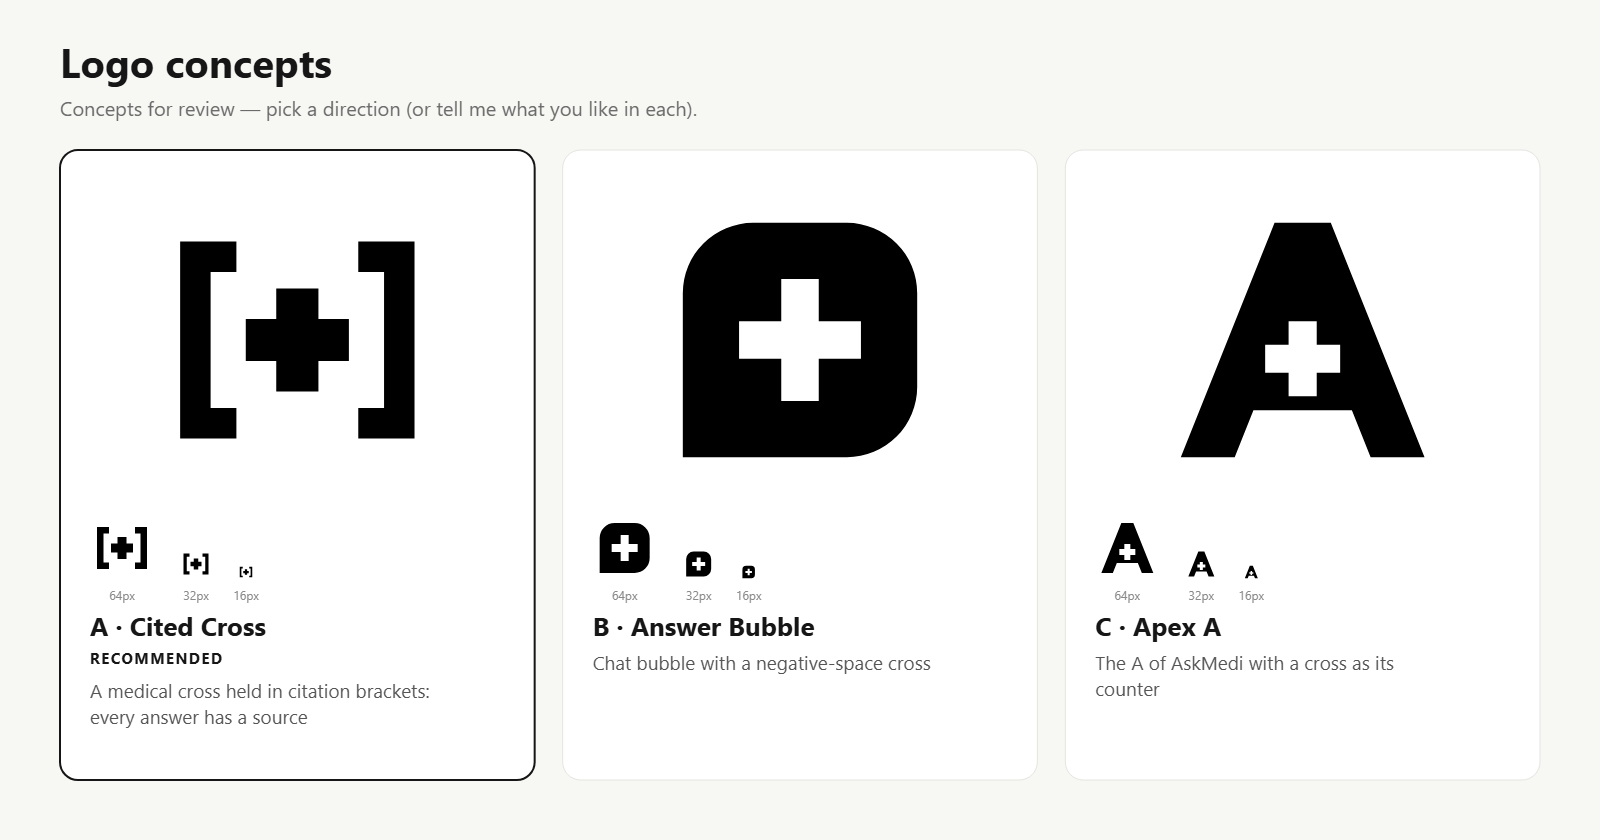 Logo concepts
Concepts for review — pick a direction (or tell me what you like in each).
64px 32px 16px
A · Cited Cross
RECOMMENDED
A medical cross held in citation brackets:
every answer has a source
64px 32px 16px
B · Answer Bubble
Chat bubble with a negative-space cross
64px 32px 16px
C · Apex A
The A of AskMedi with a cross as its
counter